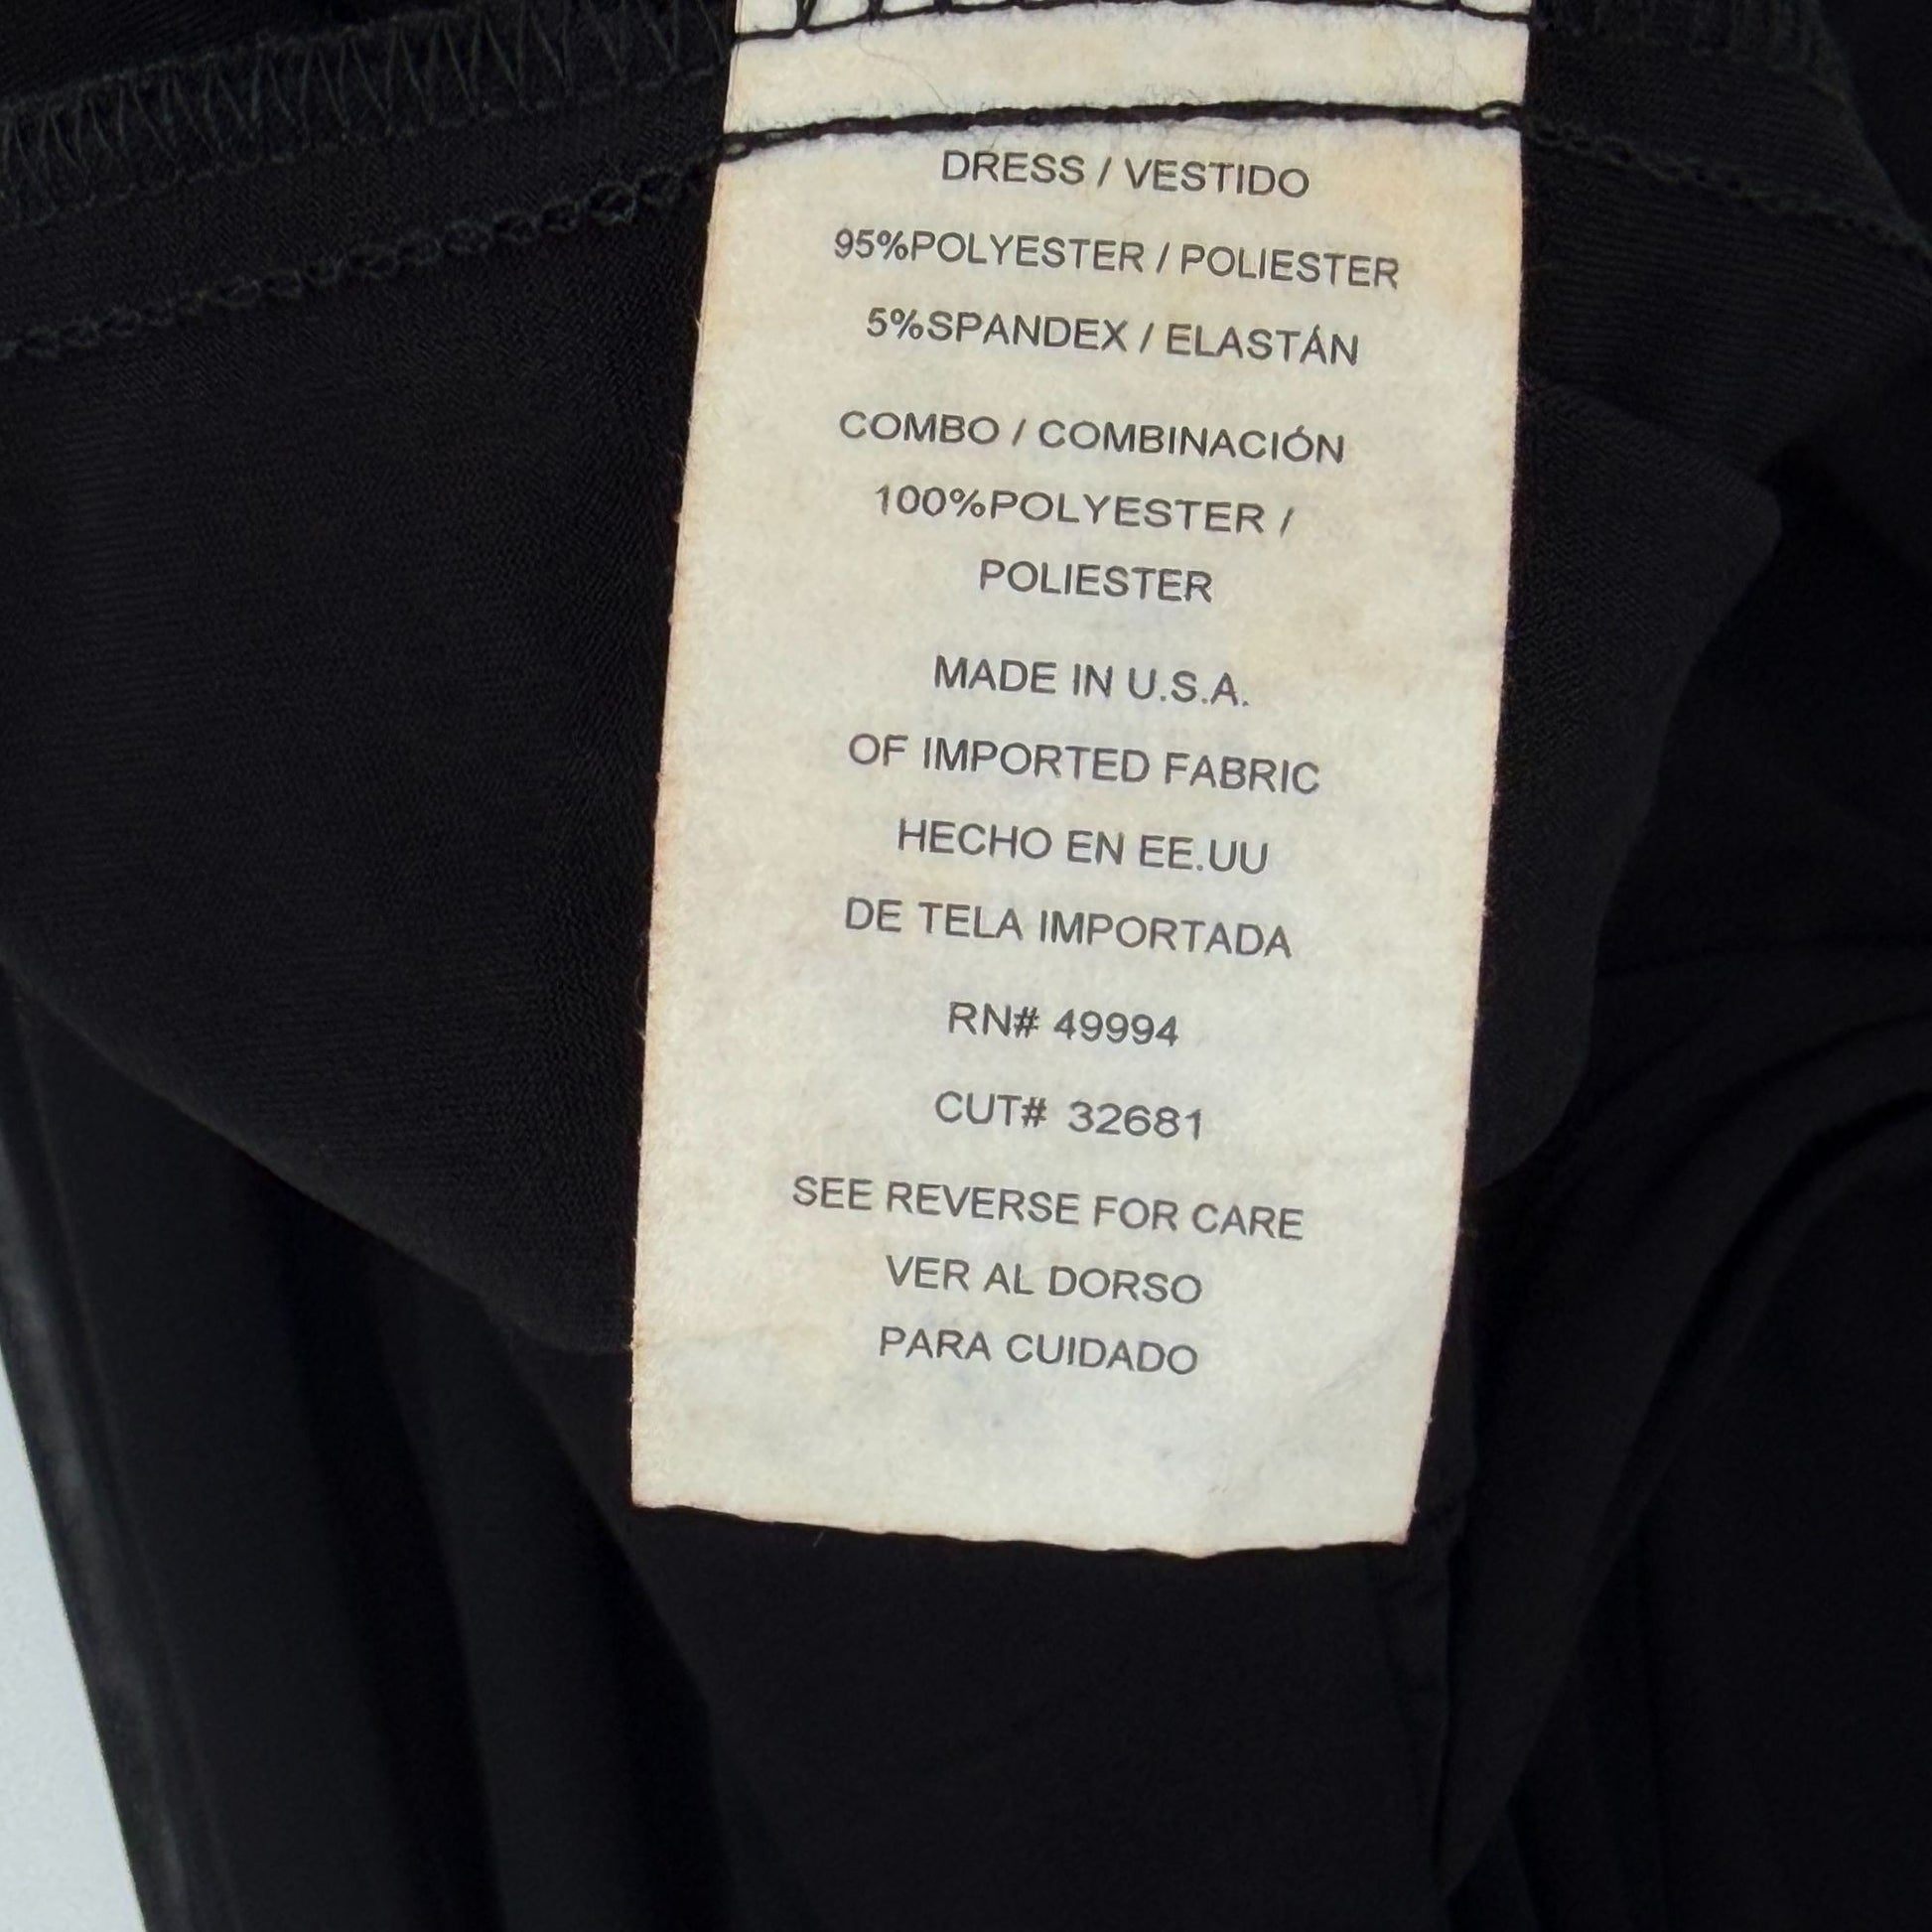 DRESS / VESTIDO
95%POLYESTER / POLIESTER
5%SPANDEX / ELASTÁN
COMBO / COMBINACIÓN
100%POLYESTER /
POLIESTER
MADE IN U.S.A.
OF IMPORTED FABRIC
HECHO EN EE.UU
DE TELA IMPORTADA
RN# 49994
CUT# 32681
SEE REVERSE FOR CARE
VER AL DORSO
PARA CUIDADO